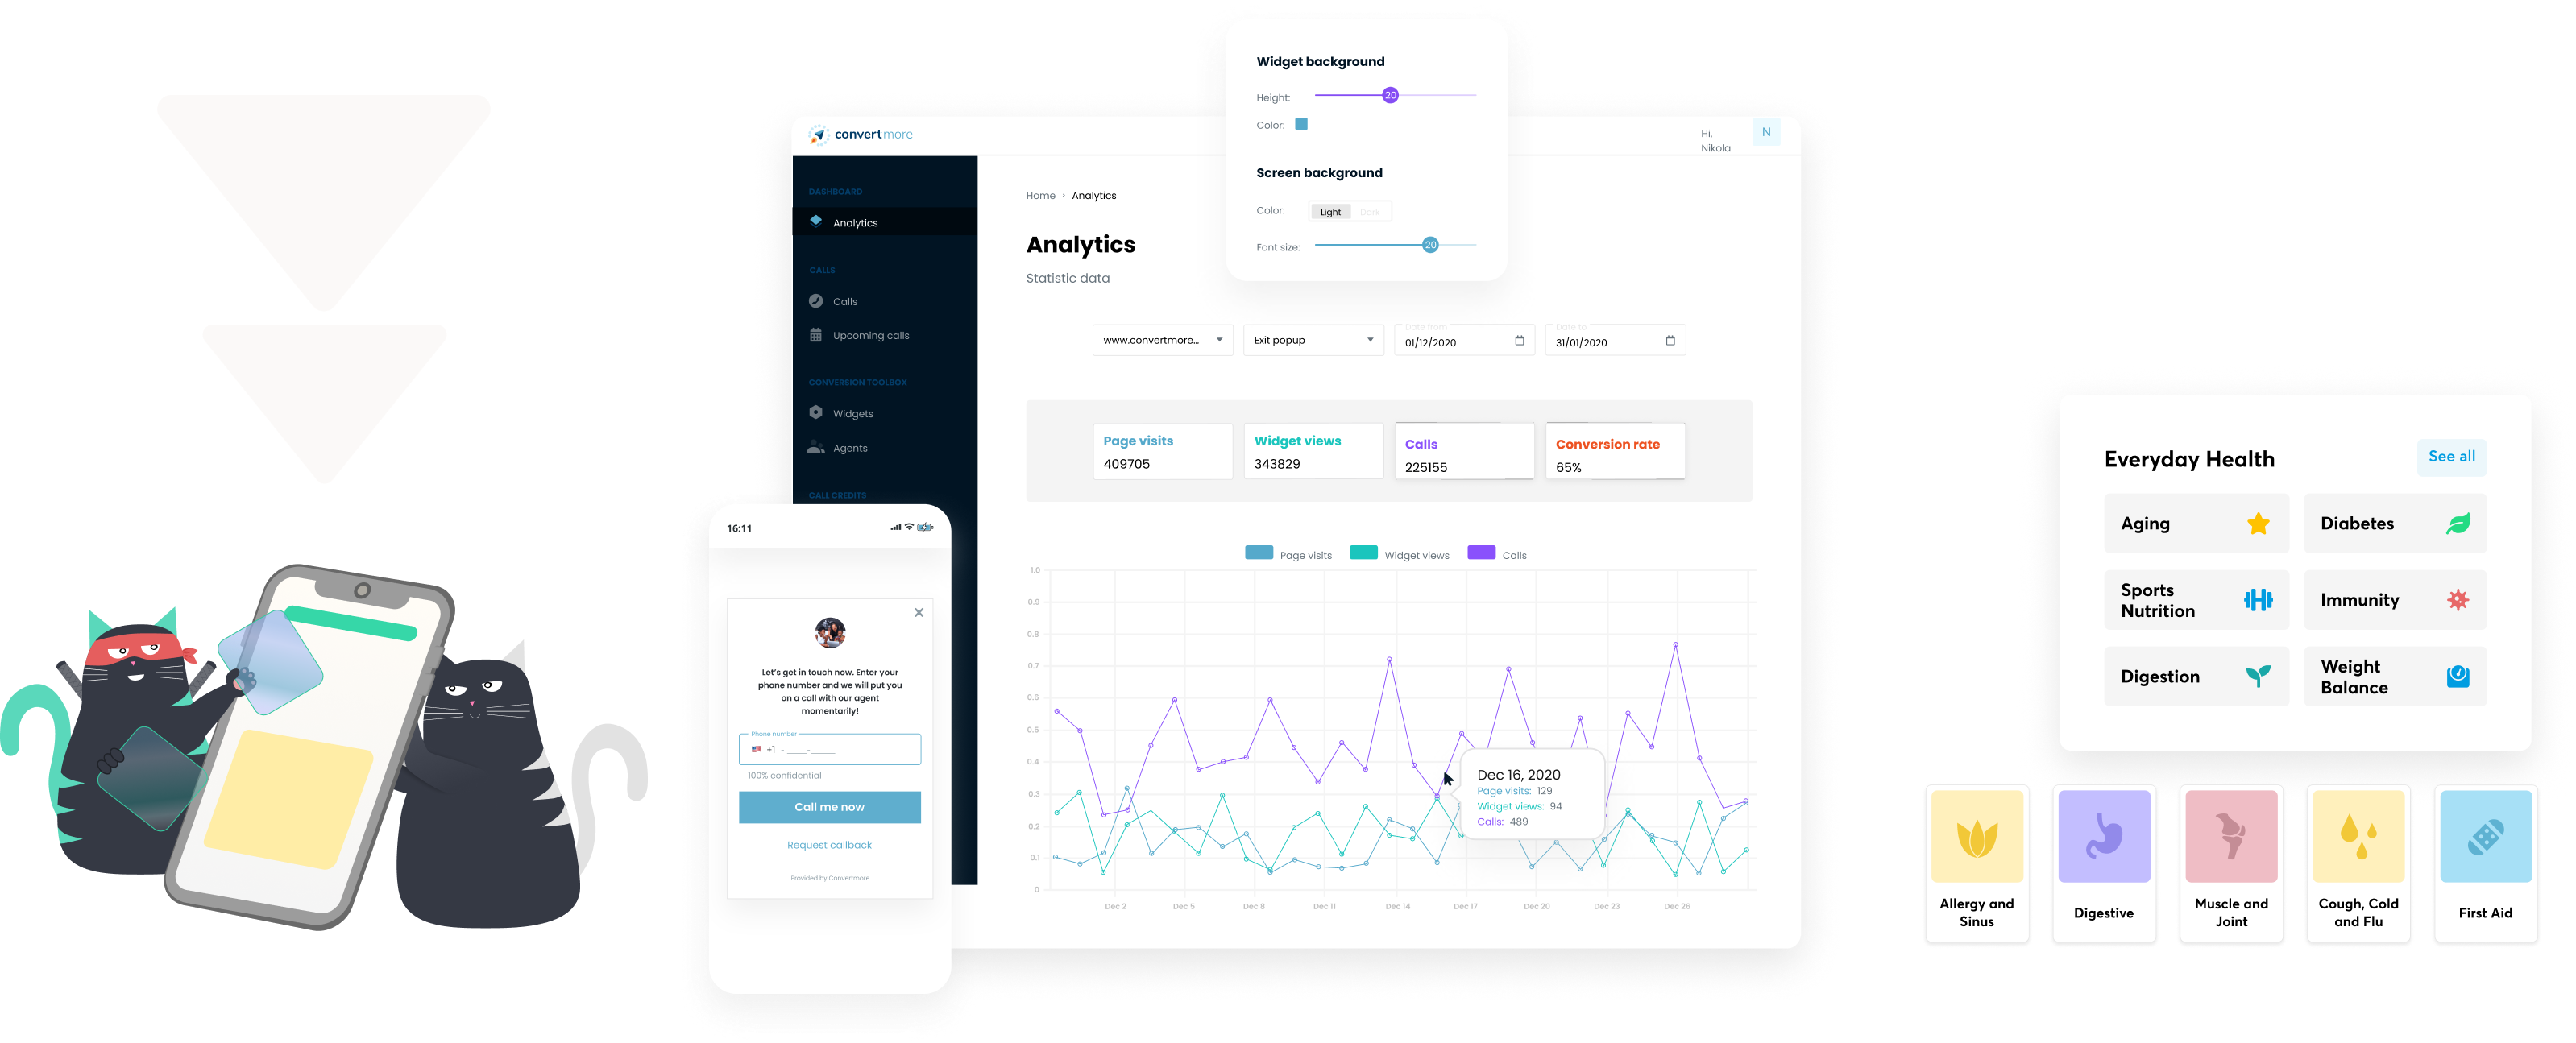 Widget background
Height:
20
Color:
Screen background
Color:
Light
Dark
Font size:
20
convertmore
Hi,
Nikola
N
DASHBOARD
Analytics
CALLS
Calls
Upcoming calls
CONVERSION TOOLBOX
Widgets
Agents
CALL CREDITS
Home
Analytics
Analytics
Statistic data
www.convertmore...
Exit popup
Date from
01/12/2020
Date to
31/01/2020
Page visits
409705
Widget views
343829
Calls
225155
Conversion rate
65%
Page visits
Widget views
Calls
1.0
0.9
0.8
0.7
0.6
0.5
0.4
0.3
0.2
0.1
0
Dec 2
Dec 5
Dec 8
Dec 11
Dec 14
Dec 17
Dec 20
Dec 23
Dec 26
Dec 16, 2020
Page visits: 129
Widget views: 94
Calls: 489
16:11
Let's get in touch now. Enter your
phone number and we will put you
on a call with our agent
momentarily!
Phone number
+1 - ____-_____
100% confidential
Call me now
Request callback
Provided by Convertmore
Everyday Health
See all
Aging
Diabetes
Sports
Nutrition
Immunity
Digestion
Weight
Balance
Allergy and
Sinus
Digestive
Muscle and
Joint
Cough, Cold
and Flu
First Aid